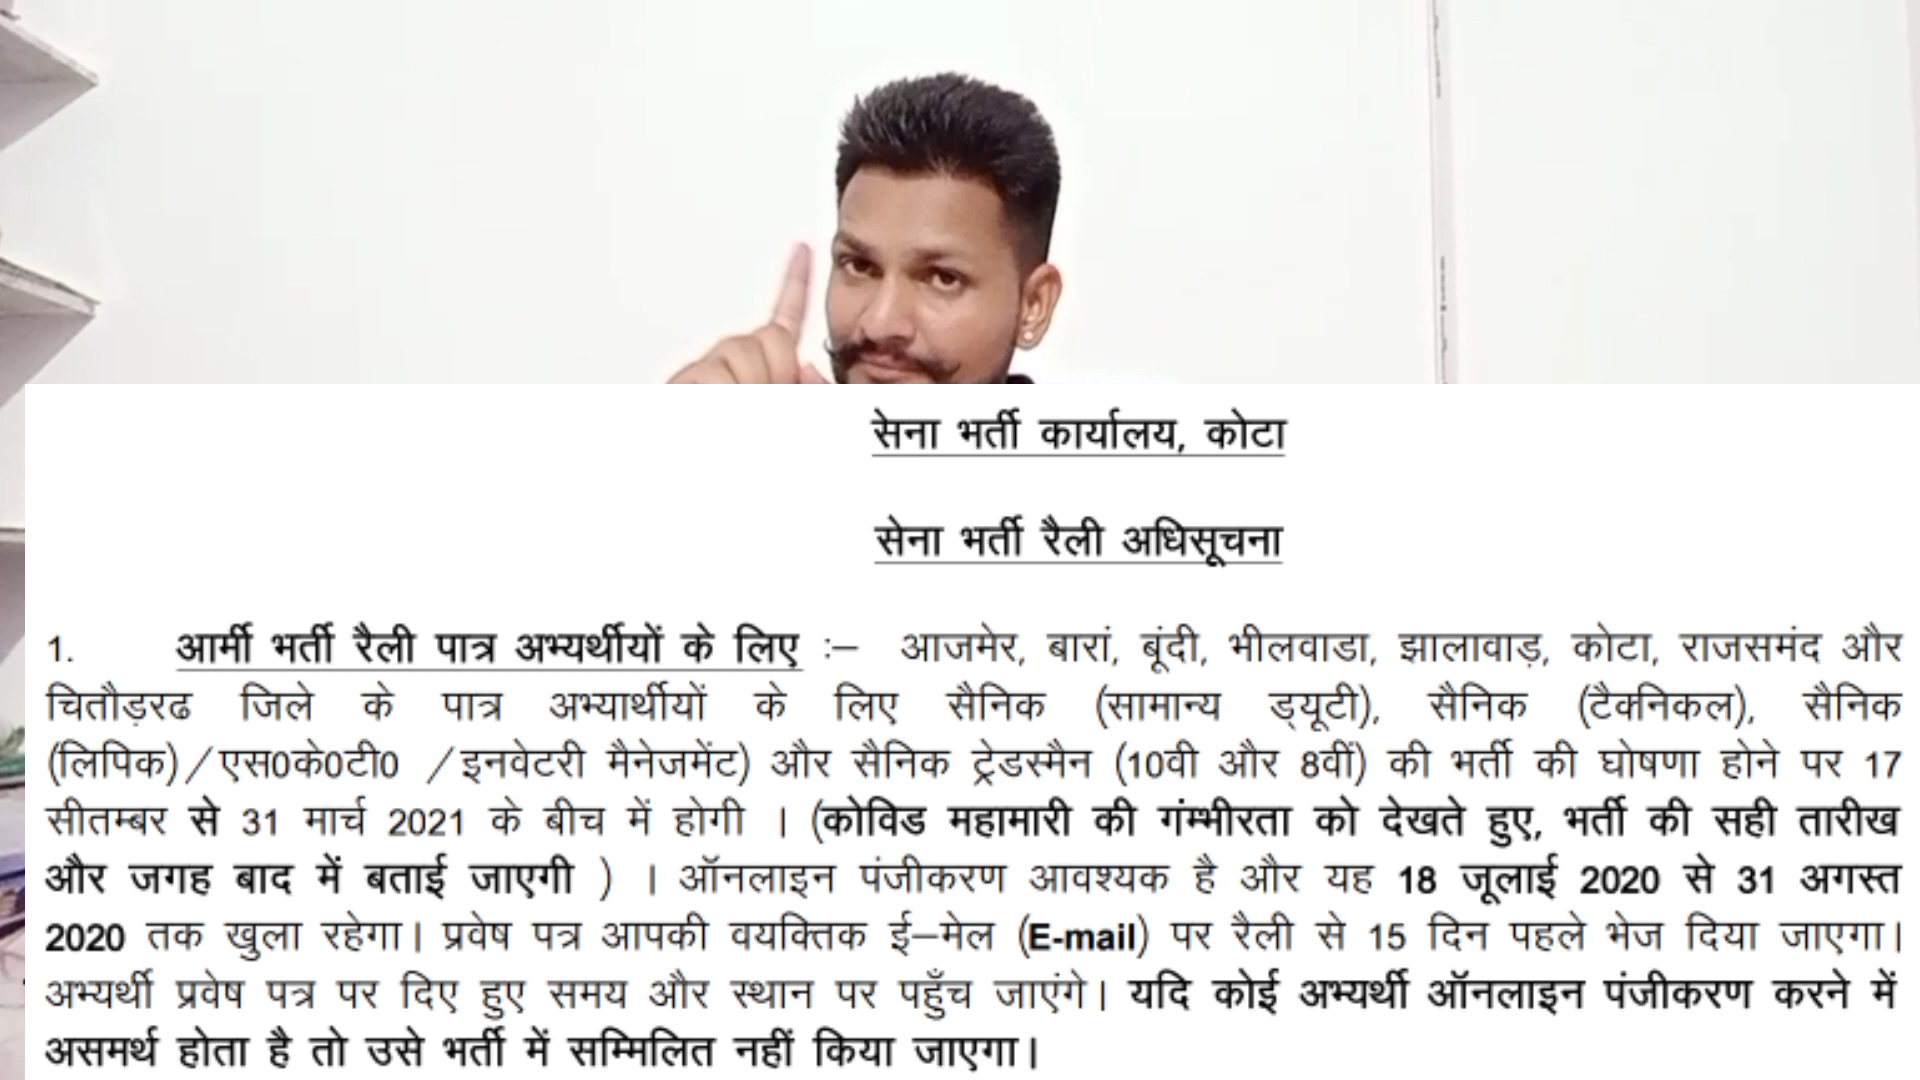 सेना भर्ती कार्यालय, कोटा
सेना भर्ती रैली अधिसूचना
1. आर्मी भर्ती रैली पात्र अभ्यर्थीयों के लिए :– आजमेर, बारां, बूंदी, भीलवाडा, झालावाड़, कोटा, राजसमंद और
चितौड़रढ जिले के पात्र अभ्यार्थीयों के लिए सैनिक (सामान्य ड्यूटी), सैनिक (टैक्निकल), सैनिक
(लिपिक)/एस0के0टी0 /इनवेटरी मैनेजमेंट) और सैनिक ट्रेडस्मैन (10वी और 8वीं) की भर्ती की घोषणा होने पर 17
सीतम्बर से 31 मार्च 2021 के बीच में होगी । (कोविड महामारी की गंम्भीरता को देखते हुए, भर्ती की सही तारीख
और जगह बाद में बताई जाएगी ) । ऑनलाइन पंजीकरण आवश्यक है और यह 18 जूलाई 2020 से 31 अगस्त
2020 तक खुला रहेगा। प्रवेष पत्र आपकी वयक्तिक ई–मेल (E-mail) पर रैली से 15 दिन पहले भेज दिया जाएगा।
अभ्यर्थी प्रवेष पत्र पर दिए हुए समय और स्थान पर पहुँच जाएंगे। यदि कोई अभ्यर्थी ऑनलाइन पंजीकरण करने में
असमर्थ होता है तो उसे भर्ती में सम्मिलित नहीं किया जाएगा।